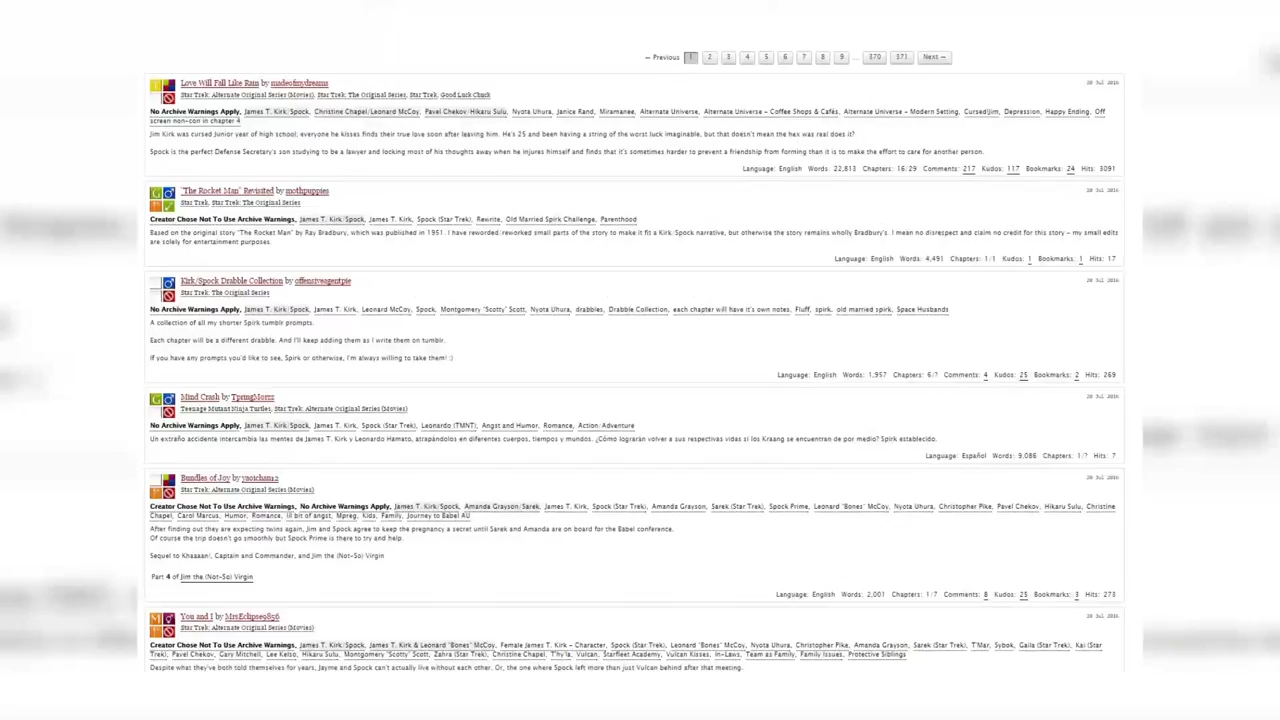 ← Previous 1 2 3 4 5 6 7 8 9 ... 370 371 Next →
Love Will Fall Like Rain by madeofmydreams
20 Jul 2016
Star Trek: Alternate Original Series (Movies), Star Trek: The Original Series, Star Trek, Good Luck Chuck
No Archive Warnings Apply, James T. Kirk/Spock, Christine Chapel/Leonard McCoy, Pavel Chekov/Hikaru Sulu, Nyota Uhura, Janice Rand, Miramanee, Alternate Universe, Alternate Universe - Coffee Shops & Cafés, Alternate Universe - Modern Setting, Cursed!Jim, Depression, Happy Ending, Off
screen non-con in chapter 4
Jim Kirk was cursed Junior year of high school; everyone he kisses finds their true love soon after leaving him. He's 25 and been having a string of the worst luck imaginable, but that doesn't mean the hex was real does it?
Spock is the perfect Defense Secretary's son studying to be a lawyer and locking most of his thoughts away when he injures himself and finds that it's sometimes harder to prevent a friendship from forming than it is to make the effort to care for another person.
Language: English Words: 22,813 Chapters: 16/29 Comments: 217 Kudos: 117 Bookmarks: 24 Hits: 3091
"The Rocket Man" Revisited by mothpuppies
20 Jul 2016
Star Trek, Star Trek: The Original Series
Creator Chose Not To Use Archive Warnings, James T. Kirk/Spock, James T. Kirk, Spock (Star Trek), Rewrite, Old Married Spirk Challenge, Parenthood
Based on the original story "The Rocket Man" by Ray Bradbury, which was published in 1951. I have reworded/reworked small parts of the story to make it fit a Kirk/Spock narrative, but otherwise the story remains wholly Bradbury's. I mean no disrespect and claim no credit for this story - my small edits
are solely for entertainment purposes.
Language: English Words: 4,491 Chapters: 1/1 Kudos: 1 Bookmarks: 1 Hits: 17
Kirk/Spock Drabble Collection by offensiveagentpie
20 Jul 2016
Star Trek: The Original Series
No Archive Warnings Apply, James T. Kirk/Spock, James T. Kirk, Leonard McCoy, Spock, Montgomery "Scotty" Scott, Nyota Uhura, drabbles, Drabble Collection, each chapter will have it's own notes, Fluff, spirk, old married spirk, Space Husbands
A collection of all my shorter Spirk tumblr prompts.
Each chapter will be a different drabble. And I'll keep adding them as I write them on tumblr.
If you have any prompts you'd like to see, Spirk or otherwise, I'm always willing to take them! :)
Language: English Words: 1,957 Chapters: 6/? Comments: 4 Kudos: 25 Bookmarks: 2 Hits: 269
Mind Crash by TpringMorzz
20 Jul 2016
Teenage Mutant Ninja Turtles, Star Trek: Alternate Original Series (Movies)
No Archive Warnings Apply, James T. Kirk/Spock, James T. Kirk, Spock (Star Trek), Leonardo (TMNT), Angst and Humor, Romance, Action/Adventure
Un extraño accidente intercambia las mentes de James T. Kirk y Leonardo Hamato, atrapándolos en diferentes cuerpos, tiempos y mundos. ¿Cómo lograrán volver a sus respectivas vidas si los Kraang se encuentran de por medio? Spirk establecido.
Language: Español Words: 9,086 Chapters: 1/? Hits: 7
Bundles of Joy by yaoichan12
20 Jul 2016
Star Trek: Alternate Original Series (Movies)
Creator Chose Not To Use Archive Warnings, No Archive Warnings Apply, James T. Kirk/Spock, Amanda Grayson/Sarek, James T. Kirk, Spock (Star Trek), Amanda Grayson, Sarek (Star Trek), Spock Prime, Leonard "Bones" McCoy, Nyota Uhura, Christopher Pike, Pavel Chekov, Hikaru Sulu, Christine
Chapel, Carol Marcus, Humor, Romance, lil bit of angst, Mpreg, Kids, Family, Journey to Babel AU
After finding out they are expecting twins again, Jim and Spock agree to keep the pregnancy a secret until Sarek and Amanda are on board for the Babel conference.
Of course the trip doesn't go smoothly but Spock Prime is there to try and help.
Sequel to Khaaaan!, Captain and Commander, and Jim the (Not-So) Virgin
Part 4 of Jim the (Not-So) Virgin
Language: English Words: 2,001 Chapters: 1/? Comments: 8 Kudos: 25 Bookmarks: 3 Hits: 273
You and I by MrsEclipse9856
20 Jul 2016
Star Trek: Alternate Original Series (Movies)
Creator Chose Not To Use Archive Warnings, James T. Kirk/Spock, James T. Kirk & Leonard "Bones" McCoy, Female James T. Kirk - Character, Spock (Star Trek), Leonard "Bones" McCoy, Nyota Uhura, Christopher Pike, Amanda Grayson, Sarek (Star Trek), T'Mar, Sybok, Gaila (Star Trek), Kai (Star
Trek), Pavel Chekov, Gary Mitchell, Lee Kelso, Hikaru Sulu, Montgomery "Scotty" Scott, Zahra (Star Trek), Christine Chapel, T'hy'la, Vulcan, Starfleet Academy, Vulcan Kisses, In-Laws, Team as Family, Family Issues, Protective Siblings
Despite what they've both told themselves for years, Jayme and Spock can't actually live without each other. Or, the one where Spock left more than just Vulcan behind after that meeting.